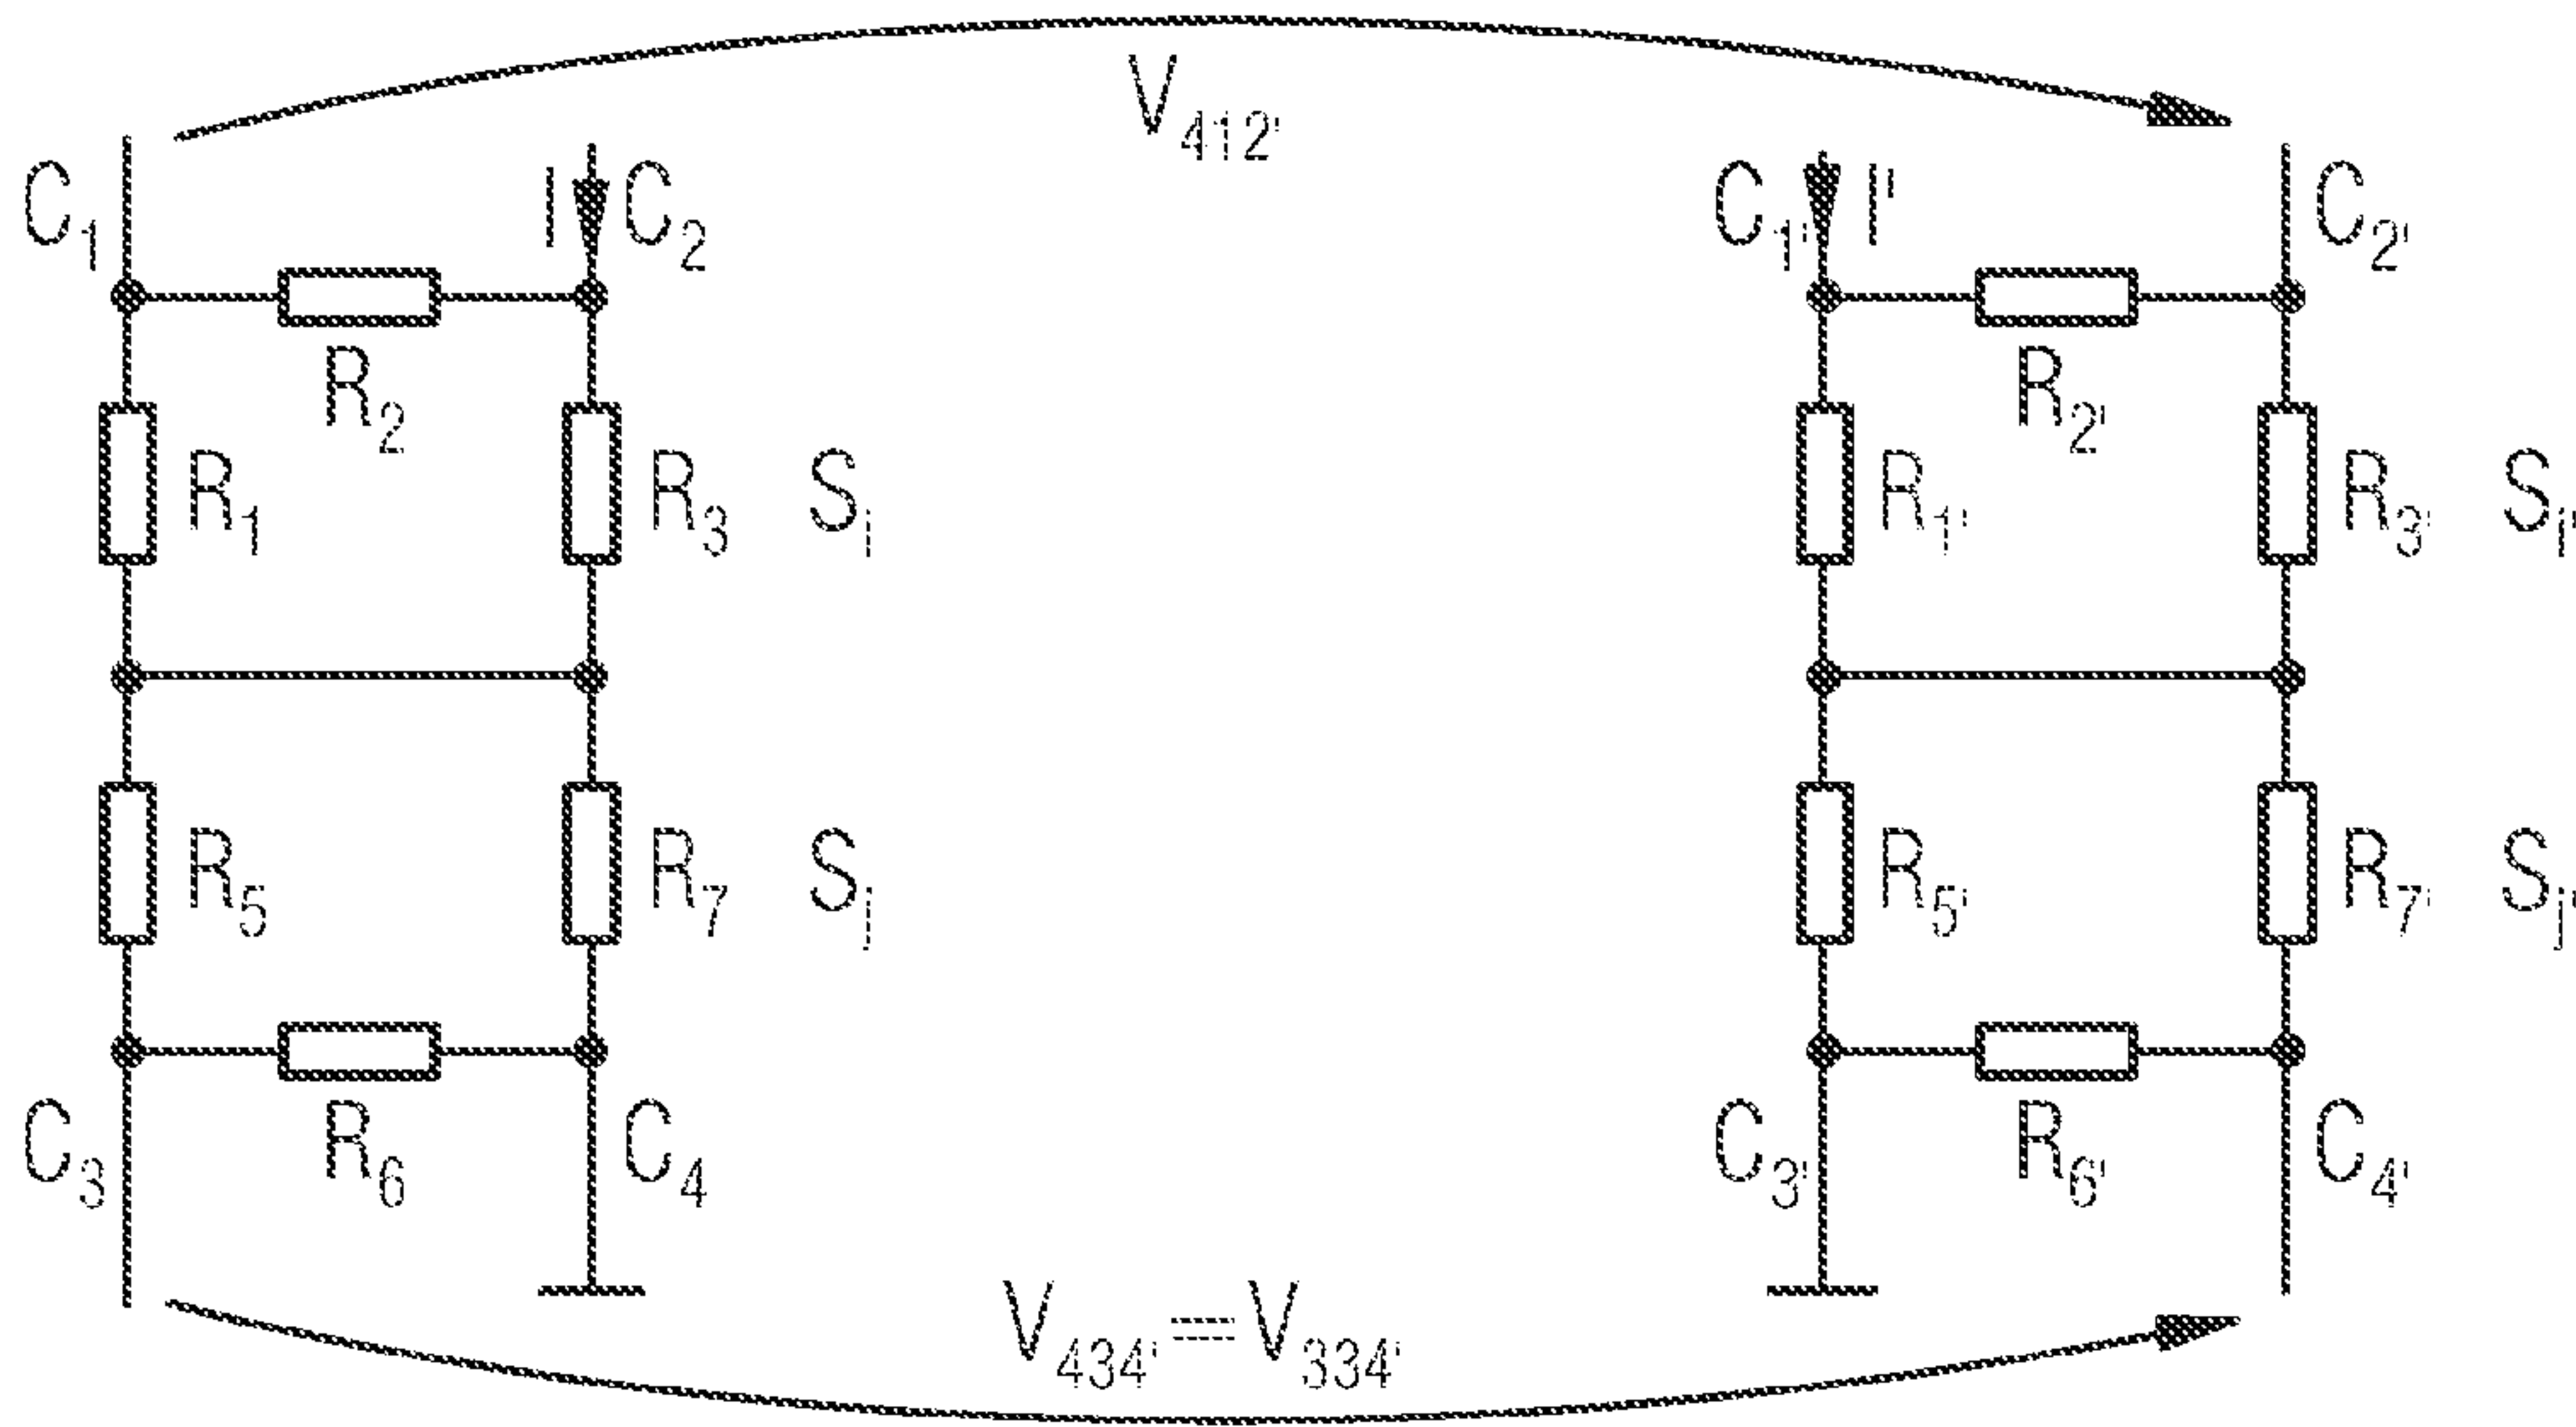 V412'
C1 I C2 C1' I' C2'
R2 R2'
R1 R3 Si R1' R3' Si'
R5 R7 Sj R5' R7' Sj'
C3 R6 C4 C3' R6' C4'
V434' = V334'